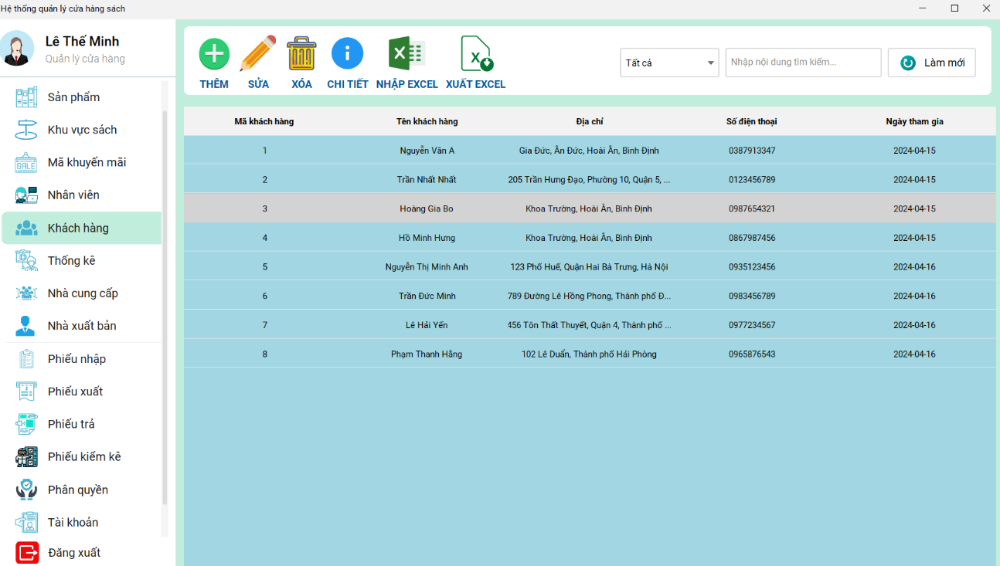 Hệ thống quản lý cửa hàng sách
Lê Thế Minh
Quản lý cửa hàng
Sản phẩm
Khu vực sách
SALE
Mã khuyến mãi
Nhân viên
Khách hàng
Thống kê
Nhà cung cấp
Nhà xuất bản
Phiếu nhập
Phiếu xuất
Phiếu trả
Phiếu kiểm kê
Phân quyền
Tài khoản
Đăng xuất
THÊM SỬA XÓA CHI TIẾT NHẬP EXCEL XUẤT EXCEL
Tất cả Nhập nội dung tìm kiếm... Làm mới
Mã khách hàng Tên khách hàng Địa chỉ Số điện thoại Ngày tham gia
1 Nguyễn Văn A Gia Đức, Ân Đức, Hoài Ân, Bình Định 0387913347 2024-04-15
2 Trần Nhất Nhất 205 Trần Hưng Đạo, Phường 10, Quận 5, ... 0123456789 2024-04-15
3 Hoàng Gia Bo Khoa Trường, Hoài Ân, Bình Định 0987654321 2024-04-15
4 Hồ Minh Hưng Khoa Trường, Hoài Ân, Bình Định 0867987456 2024-04-15
5 Nguyễn Thị Minh Anh 123 Phố Huế, Quận Hai Bà Trưng, Hà Nội 0935123456 2024-04-16
6 Trần Đức Minh 789 Đường Lê Hồng Phong, Thành phố Đ... 0983456789 2024-04-16
7 Lê Hải Yến 456 Tôn Thất Thuyết, Quận 4, Thành phố ... 0977234567 2024-04-16
8 Phạm Thanh Hằng 102 Lê Duẩn, Thành phố Hải Phòng 0965876543 2024-04-16